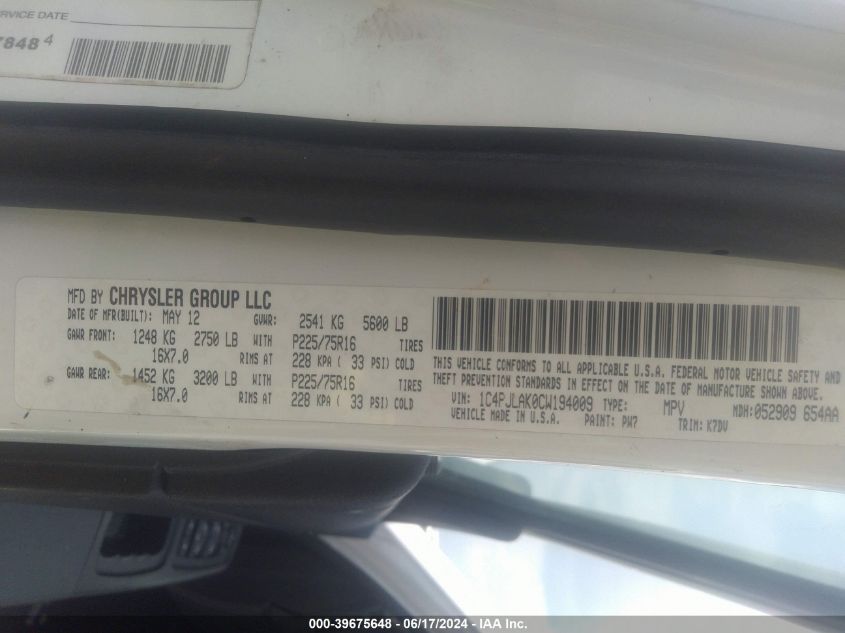 SERVICE DATE
7848 4
MFD BY CHRYSLER GROUP LLC
DATE OF MFR(BUILT): MAY 12 GVWR: 2541 KG 5600 LB
GAWR FRONT: 1248 KG 2750 LB WITH P225/75R16 TIRES
16X7.0 RIMS AT 228 KPA ( 33 PSI) COLD
GAWR REAR: 1452 KG 3200 LB WITH P225/75R16 TIRES
16X7.0 RIMS AT 228 KPA ( 33 PSI) COLD
THIS VEHICLE CONFORMS TO ALL APPLICABLE U.S.A. FEDERAL MOTOR VEHICLE SAFETY AND
THEFT PREVENTION STANDARDS IN EFFECT ON THE DATE OF MANUFACTURE SHOWN ABOVE.
VIN: 1C4PJLAK0CW194009 TYPE: MPV MDH: 052909 654AA
VEHICLE MADE IN U.S.A. PAINT: PW7 TRIM: K7DV
000-39675648 - 06/17/2024 - IAA Inc.